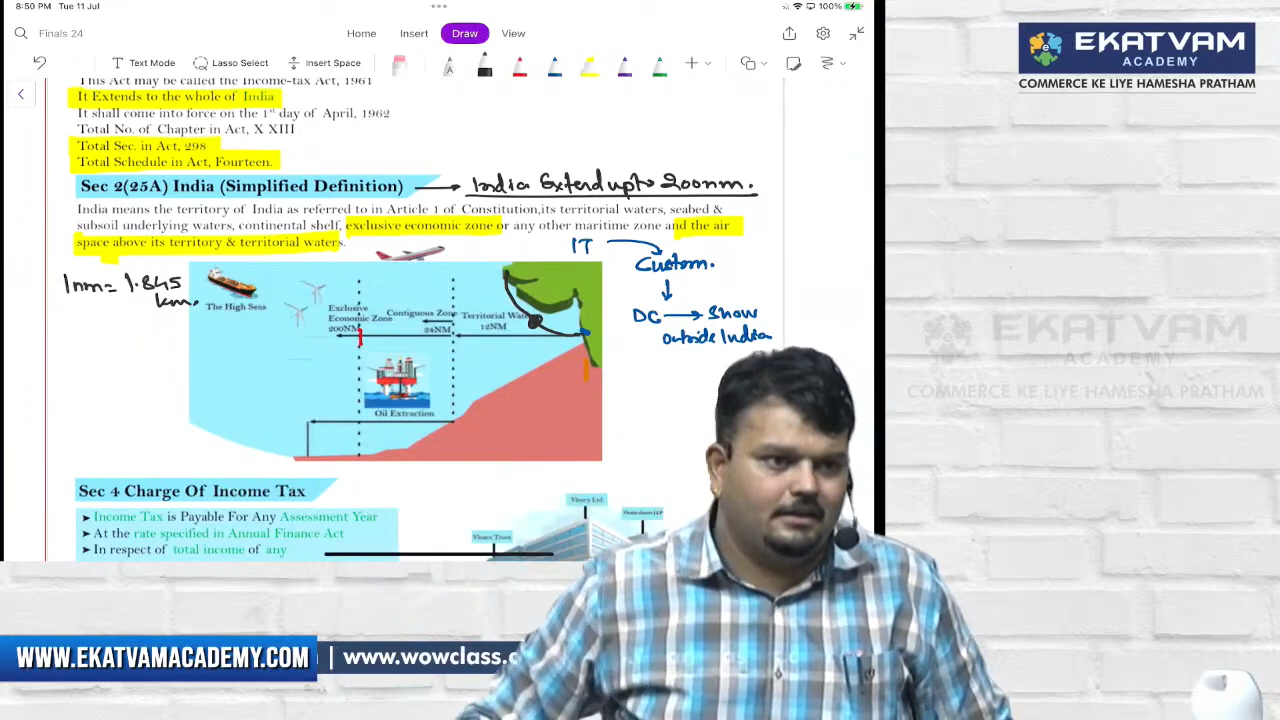 8:50 PM Tue 11 Jul
100%
Finals 24
Home Insert Draw View
Text Mode
Lasso Select
Insert Space
EKATVAM
ACADEMY
COMMERCE KE LIYE HAMESHA PRATHAM
This Act may be called the Income-tax Act, 1961
It Extends to the whole of India
It shall come into force on the 1st day of April, 1962
Total No. of Chapter in Act, X XIII
Total Sec. in Act, 298
Total Schedule in Act, Fourteen.
Sec 2(25A) India (Simplified Definition)
India Extend upto 200nm.
India means the territory of India as referred to in Article 1 of Constitution,its territorial waters, seabed &
subsoil underlying waters, continental shelf, exclusive economic zone or any other maritime zone and the air
space above its territory & territorial waters.
IT
Custom.
DG → Show
outside India
1nm = 1.845
km.
The High Seas
Exclusive
Economic Zone
200NM
Contiguous Zone
24NM
Territorial Wate
12NM
Oil Extraction
EKATVAM
ACADEMY
COMMERCE KE LIYE HAMESHA PRATHAM
Sec 4 Charge Of Income Tax
➤ Income Tax is Payable For Any Assessment Year
➤ At the rate specified in Annual Finance Act
➤ In respect of total income of any
WWW.EKATVAMACADEMY.COM
www.wowclass.c